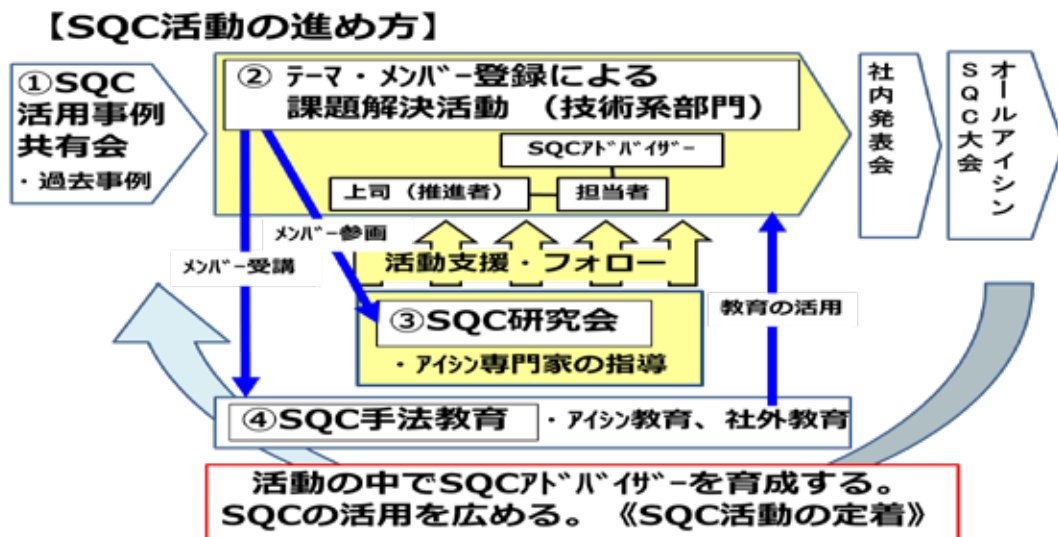 【SQC活動の進め方】
①SQC
活用事例
共有会
・過去事例
② ﾃｰﾏ・ﾒﾝﾊﾞｰ登録による
課題解決活動 （技術系部門）
SQCｱﾄﾞﾊﾞｲｻﾞｰ
上司（推進者）
担当者
社内発表会
オールアイシン
SQC大会
ﾒﾝﾊﾞｰ参画
ﾒﾝﾊﾞｰ受講
活動支援・フォロー
教育の活用
③SQC研究会
・ｱｲｼﾝ専門家の指導
④SQC手法教育
・ｱｲｼﾝ教育、社外教育
活動の中でSQCｱﾄﾞﾊﾞｲｻﾞｰを育成する。
SQCの活用を広める。《SQC活動の定着》